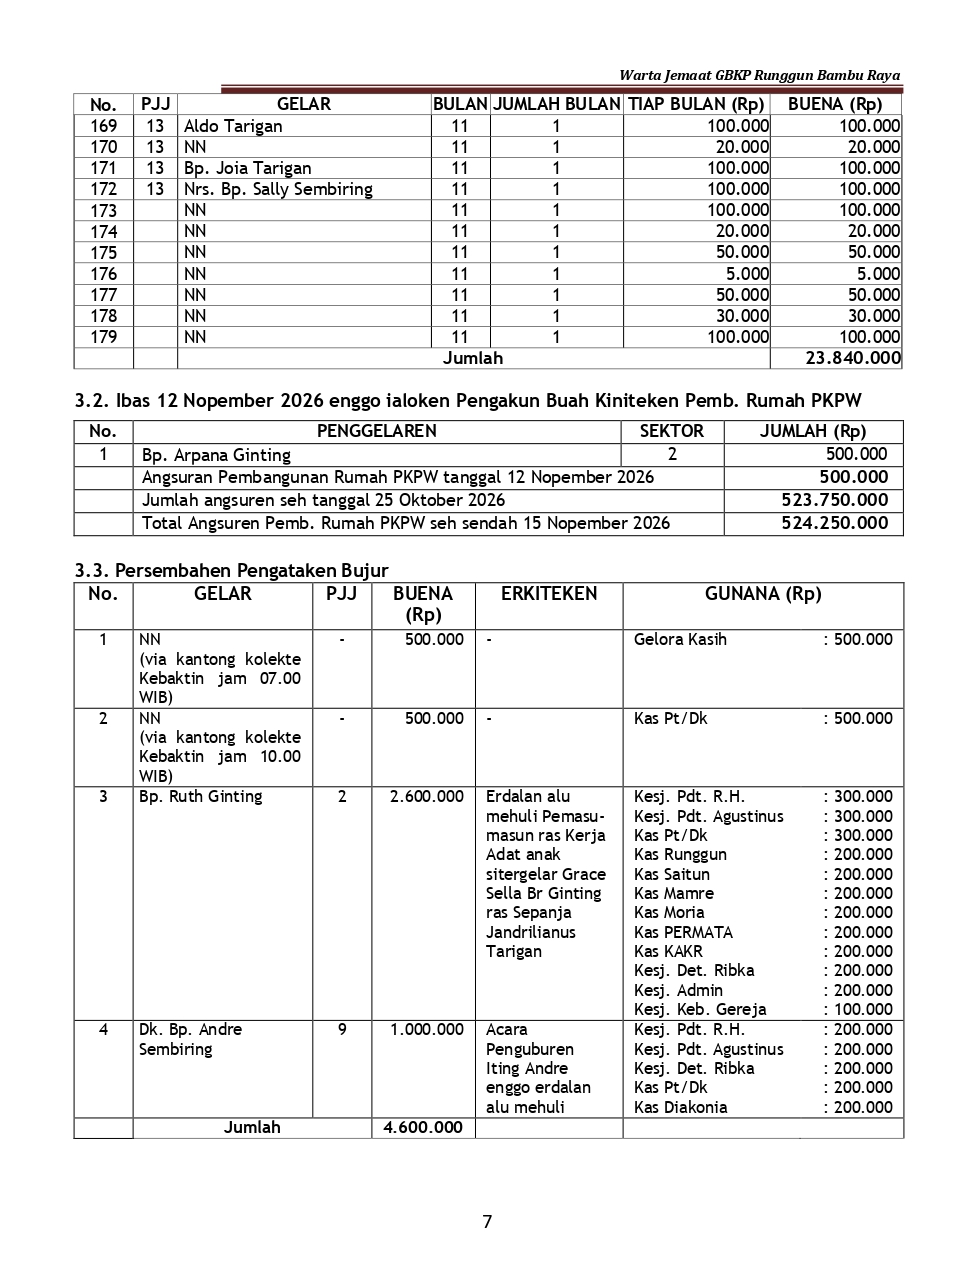 Warta Jemaat GBKP Runggun Bambu Raya
No. PJJ GELAR BULAN JUMLAH BULAN TIAP BULAN (Rp) BUENA (Rp)
169 13 Aldo Tarigan 11 1 100.000 100.000
170 13 NN 11 1 20.000 20.000
171 13 Bp. Joia Tarigan 11 1 100.000 100.000
172 13 Nrs. Bp. Sally Sembiring 11 1 100.000 100.000
173 NN 11 1 100.000 100.000
174 NN 11 1 20.000 20.000
175 NN 11 1 50.000 50.000
176 NN 11 1 5.000 5.000
177 NN 11 1 50.000 50.000
178 NN 11 1 30.000 30.000
179 NN 11 1 100.000 100.000
Jumlah 23.840.000
3.2. Ibas 12 Nopember 2026 enggo ialoken Pengakun Buah Kiniteken Pemb. Rumah PKPW
No. PENGGELAREN SEKTOR JUMLAH (Rp)
1 Bp. Arpana Ginting 2 500.000
Angsuran Pembangunan Rumah PKPW tanggal 12 Nopember 2026 500.000
Jumlah angsuren seh tanggal 25 Oktober 2026 523.750.000
Total Angsuren Pemb. Rumah PKPW seh sendah 15 Nopember 2026 524.250.000
3.3. Persembahen Pengataken Bujur
No. GELAR PJJ BUENA ERKITEKEN GUNANA (Rp)
(Rp)
1 NN - 500.000 - Gelora Kasih : 500.000
(via kantong kolekte
Kebaktin jam 07.00
WIB)
2 NN - 500.000 - Kas Pt/Dk : 500.000
(via kantong kolekte
Kebaktin jam 10.00
WIB)
3 Bp. Ruth Ginting 2 2.600.000 Erdalan alu Kesj. Pdt. R.H. : 300.000
mehuli Pemasu- Kesj. Pdt. Agustinus : 300.000
masun ras Kerja Kas Pt/Dk : 300.000
Adat anak Kas Runggun : 200.000
sitergelar Grace Kas Saitun : 200.000
Sella Br Ginting Kas Mamre : 200.000
ras Sepanja Kas Moria : 200.000
Jandrilianus Kas PERMATA : 200.000
Tarigan Kas KAKR : 200.000
Kesj. Det. Ribka : 200.000
Kesj. Admin : 200.000
Kesj. Keb. Gereja : 100.000
4 Dk. Bp. Andre 9 1.000.000 Acara Kesj. Pdt. R.H. : 200.000
Sembiring Penguburen Kesj. Pdt. Agustinus : 200.000
Iting Andre Kesj. Det. Ribka : 200.000
enggo erdalan Kas Pt/Dk : 200.000
alu mehuli Kas Diakonia : 200.000
Jumlah 4.600.000
7